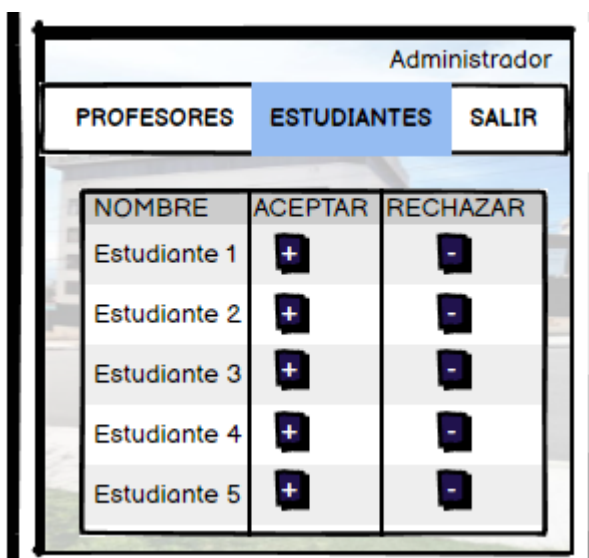 Administrador
PROFESORES ESTUDIANTES SALIR
NOMBRE ACEPTAR RECHAZAR
Estudiante 1 + -
Estudiante 2 + -
Estudiante 3 + -
Estudiante 4 + -
Estudiante 5 + -